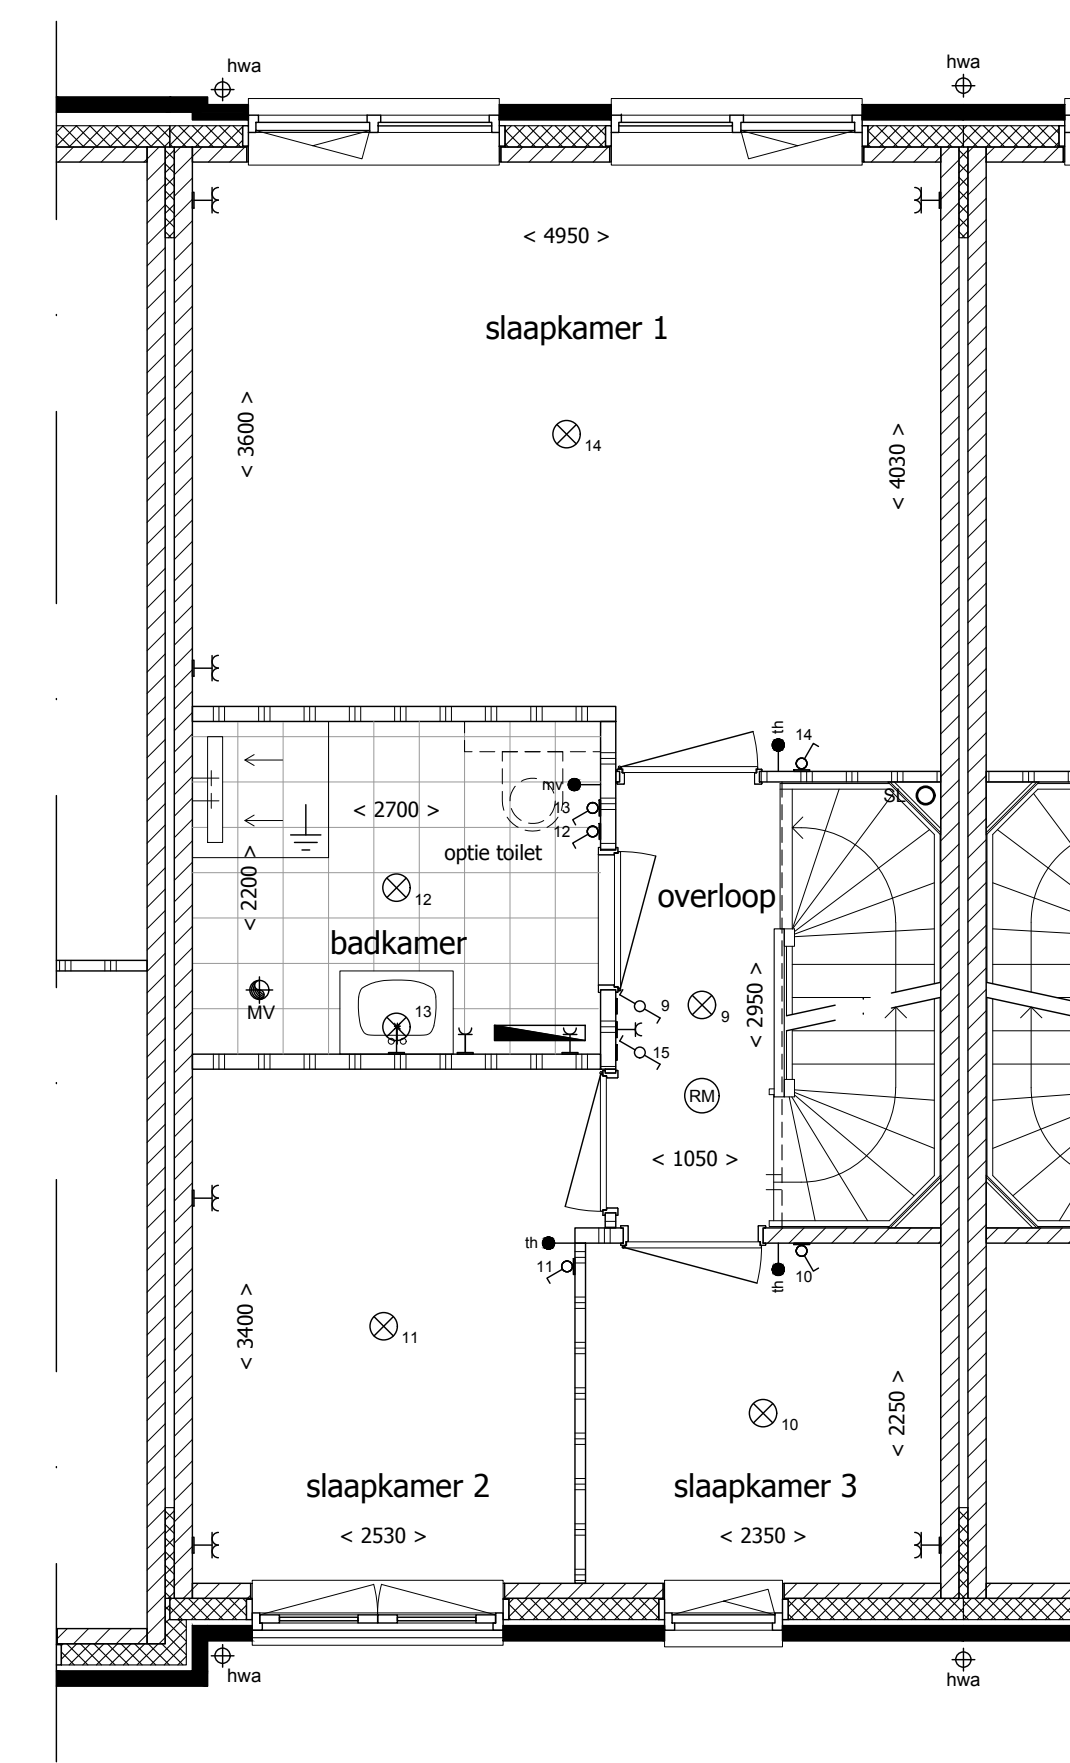 hwa
hwa
< 4950 >
slaapkamer 1
< 3600 >
14
< 4030 >
th
14
mv
SL
13
< 2700 >
12
optie toilet
< 2200 >
12
overloop
badkamer
MV
13
9
9
< 2950 >
15
RM
< 1050 >
th
11
th
10
< 3400 >
11
< 2250 >
10
slaapkamer 2
slaapkamer 3
< 2530 >
< 2350 >
hwa
hwa